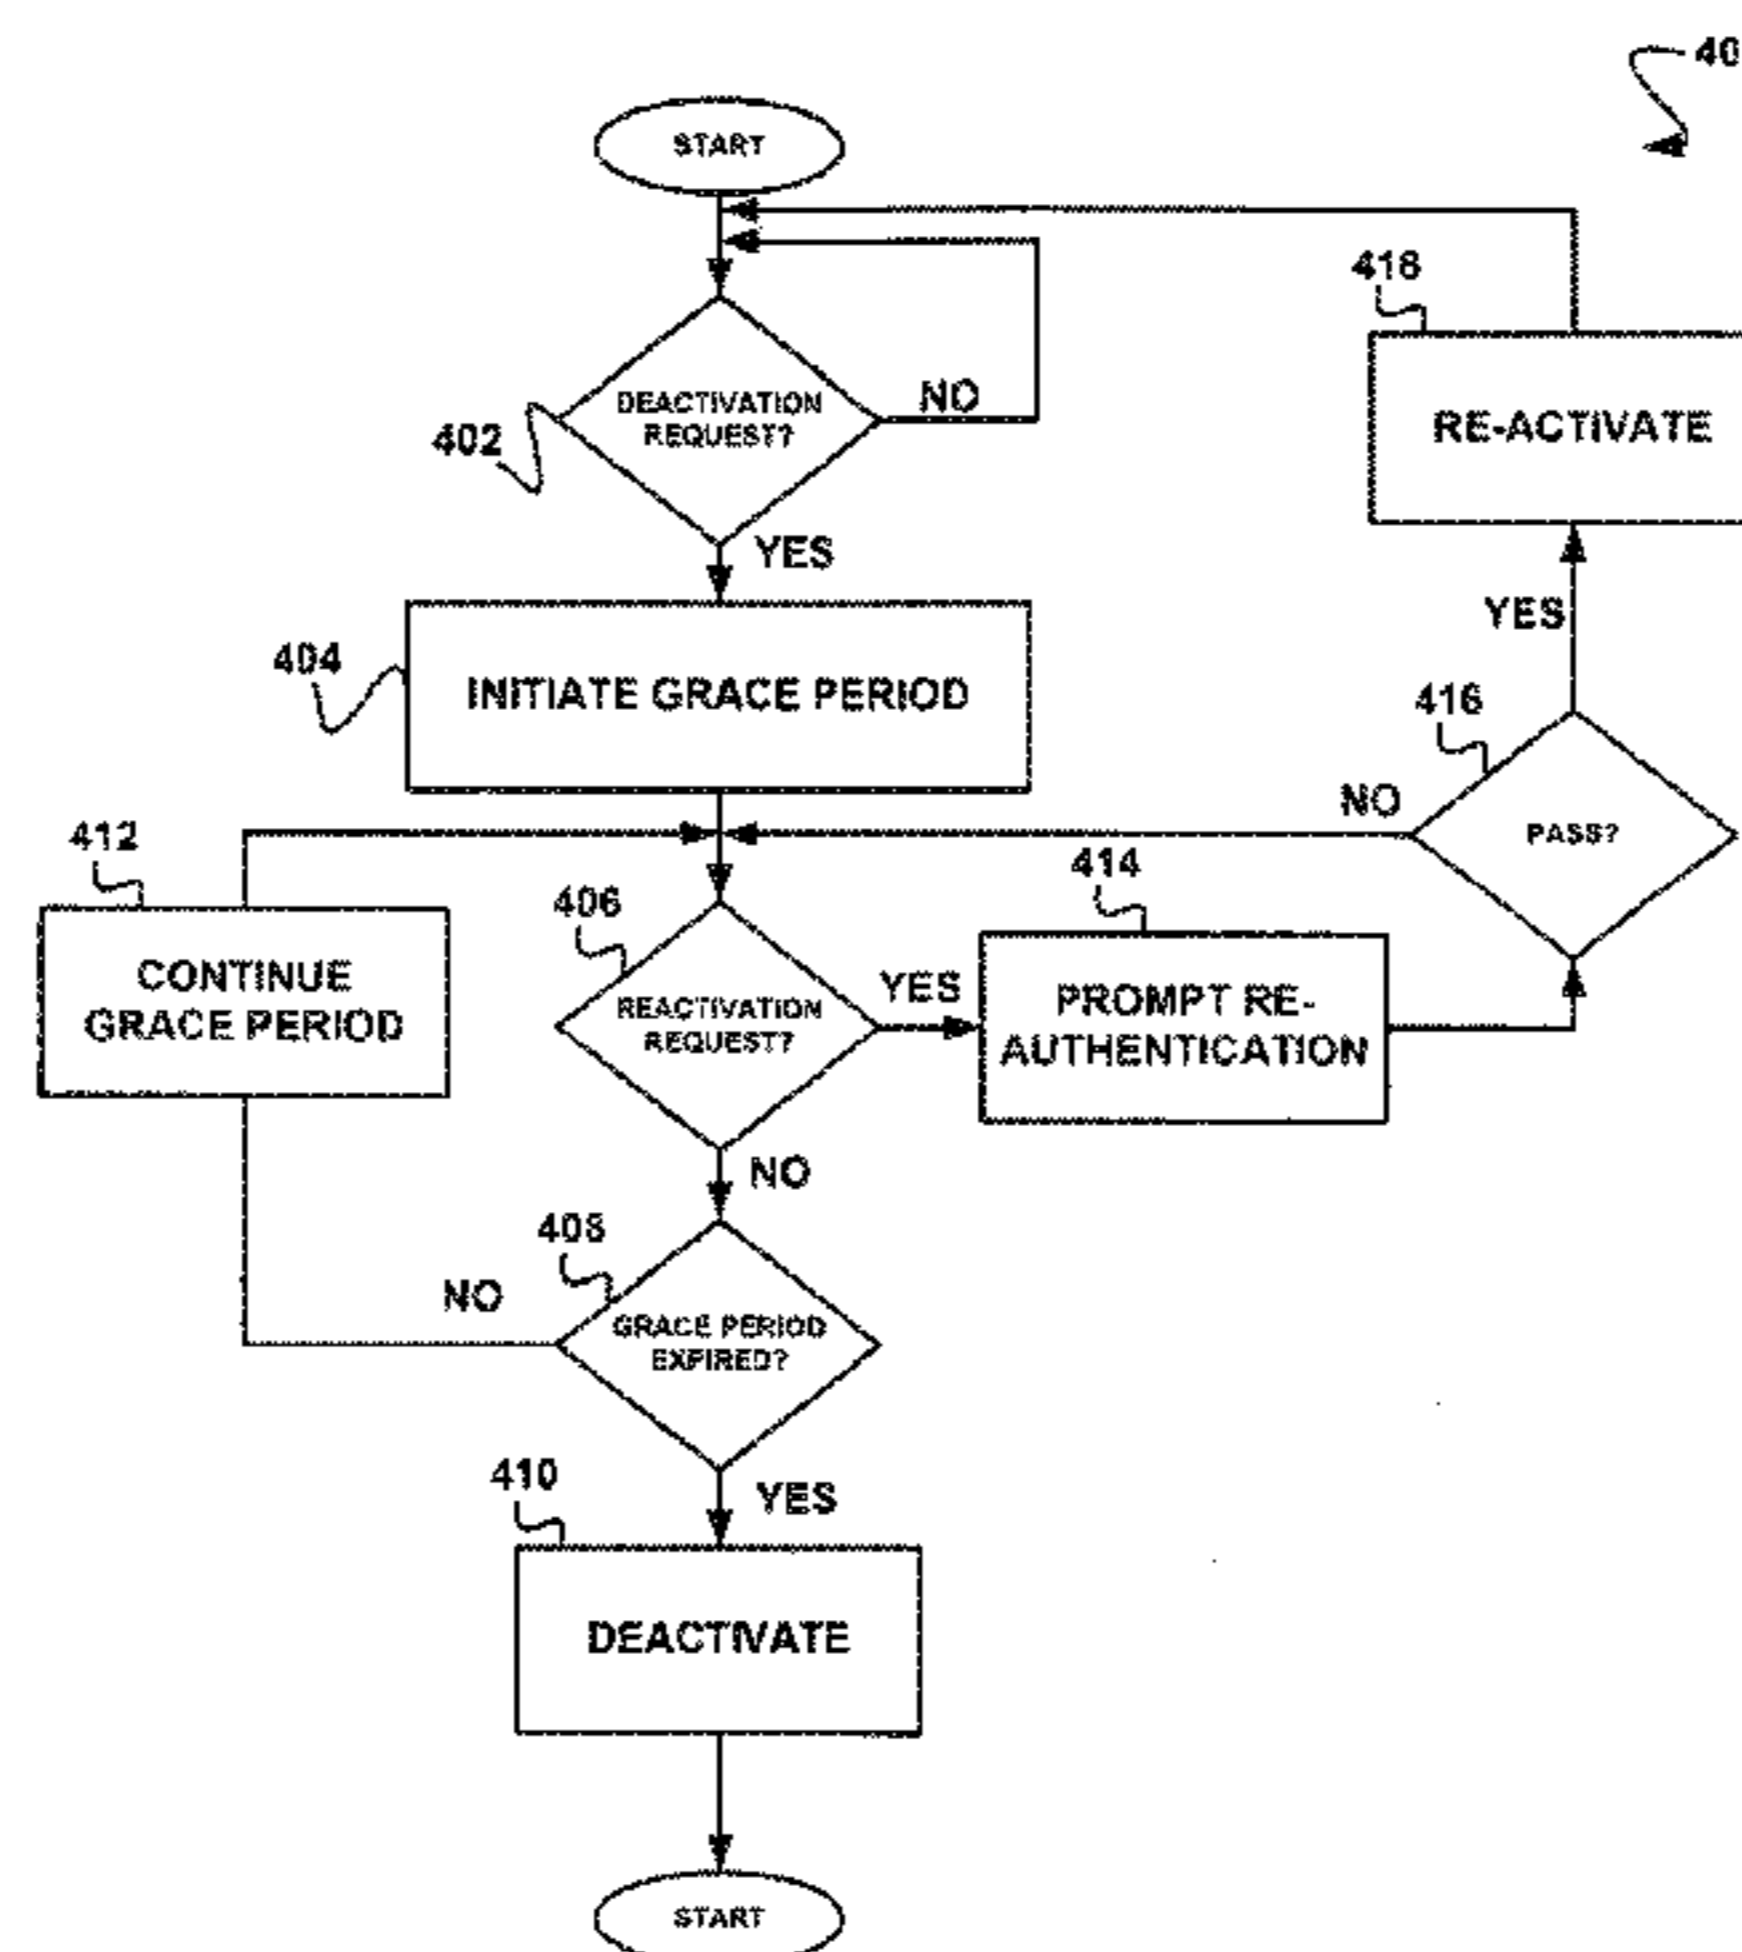 40
START
418
DEACTIVATION
REQUEST?
NO
402
RE-ACTIVATE
YES
404
INITIATE GRACE PERIOD
YES
416
NO
PASS?
412
414
406
CONTINUE
GRACE PERIOD
REACTIVATION
REQUEST?
YES
PROMPT RE-
AUTHENTICATION
NO
408
NO
GRACE PERIOD
EXPIRED?
410
YES
DEACTIVATE
START